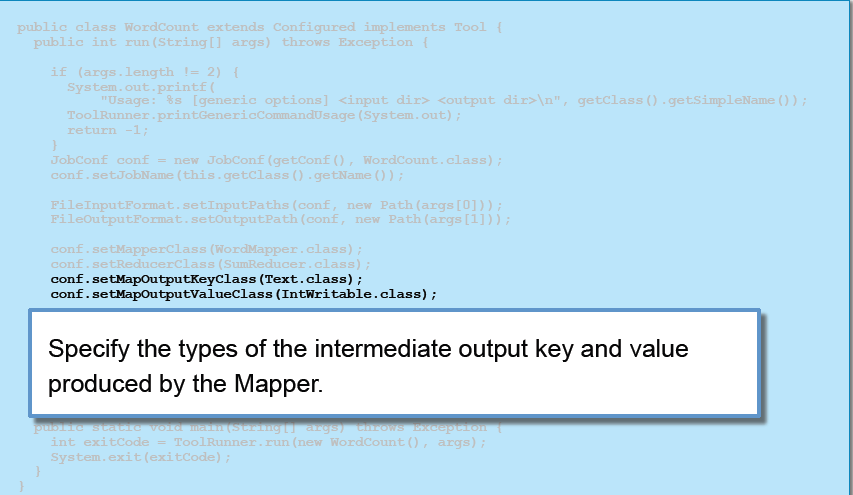 public class WordCount extends Configured implements Tool {
public int run(String[] args) throws Exception {
if (args.length != 2) {
System.out.printf(
"Usage: %s [generic options] <input dir> <output dir>\n", getClass().getSimpleName());
ToolRunner.printGenericCommandUsage(System.out);
return -1;
}
JobConf conf = new JobConf(getConf(), WordCount.class);
conf.setJobName(this.getClass().getName());
FileInputFormat.setInputPaths(conf, new Path(args[0]));
FileOutputFormat.setOutputPath(conf, new Path(args[1]));
conf.setMapperClass(WordMapper.class);
conf.setReducerClass(SumReducer.class);
conf.setMapOutputKeyClass(Text.class);
conf.setMapOutputValueClass(IntWritable.class);
Specify the types of the intermediate output key and value
produced by the Mapper.
public static void main(String[] args) throws Exception {
int exitCode = ToolRunner.run(new WordCount(), args);
System.exit(exitCode);
}
}